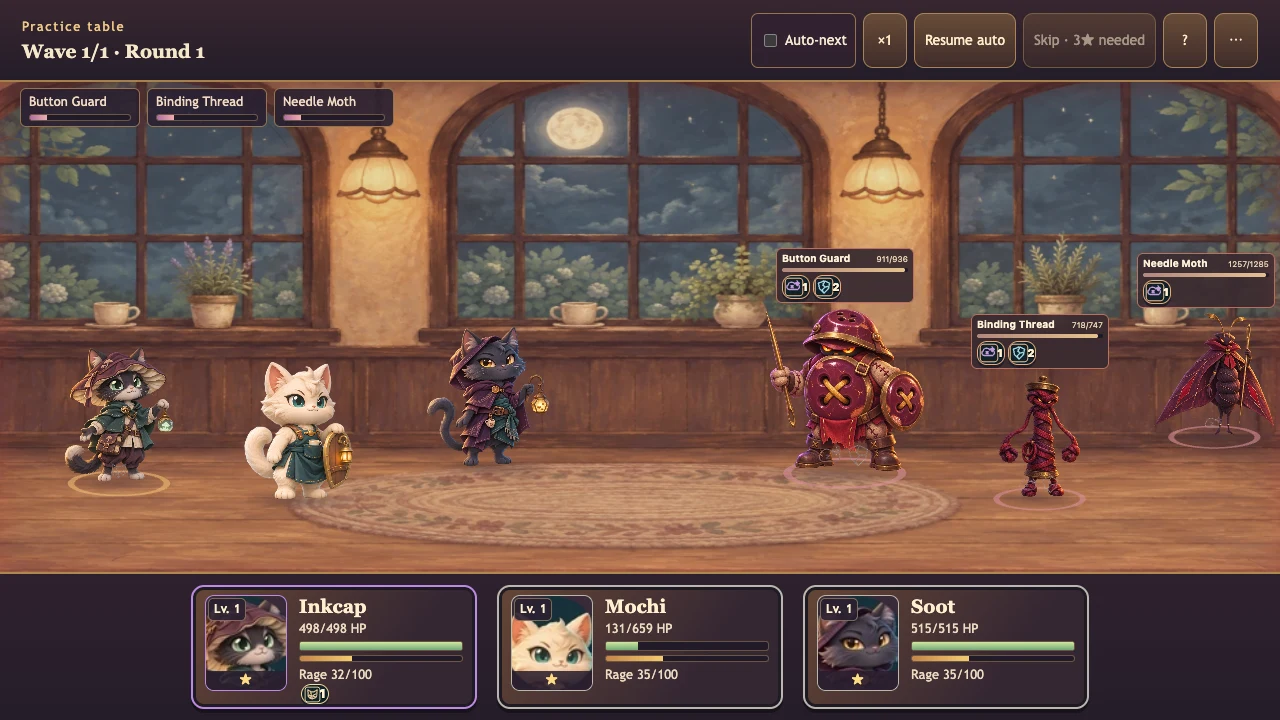 Practice table
Wave 1/1 · Round 1
Auto-next
×1
Resume auto
Skip · 3★ needed
?
···
Button Guard
Binding Thread
Needle Moth
Button Guard 911/936
1 2
Needle Moth 1257/1285
1
Binding Thread 718/747
1 2
Lv. 1
Inkcap
498/498 HP
Rage 32/100
1
Lv. 1
Mochi
131/659 HP
Rage 35/100
Lv. 1
Soot
515/515 HP
Rage 35/100